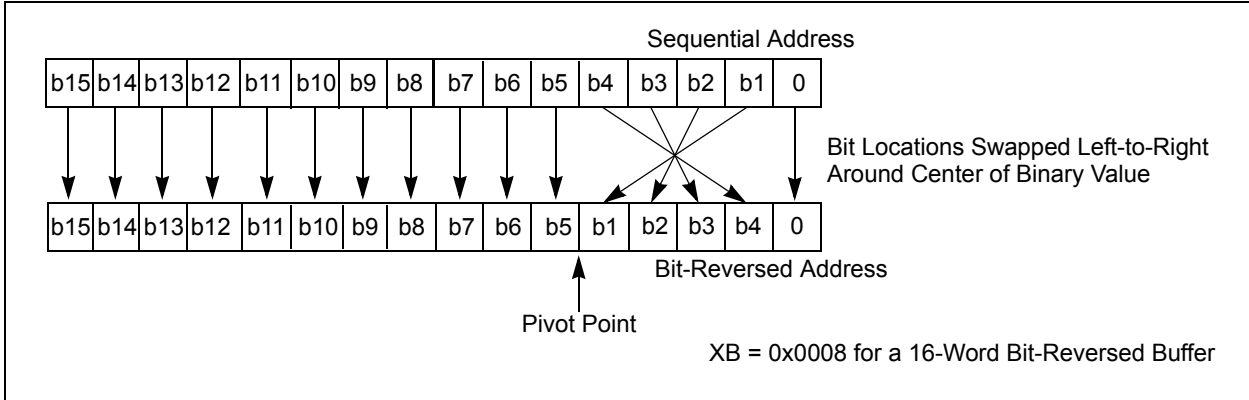 Sequential Address
b15 b14 b13 b12 b11 b10 b9 b8 b7 b6 b5 b4 b3 b2 b1 0
Bit Locations Swapped Left-to-Right
Around Center of Binary Value
b15 b14 b13 b12 b11 b10 b9 b8 b7 b6 b5 b1 b2 b3 b4 0
Bit-Reversed Address
Pivot Point
XB = 0x0008 for a 16-Word Bit-Reversed Buffer